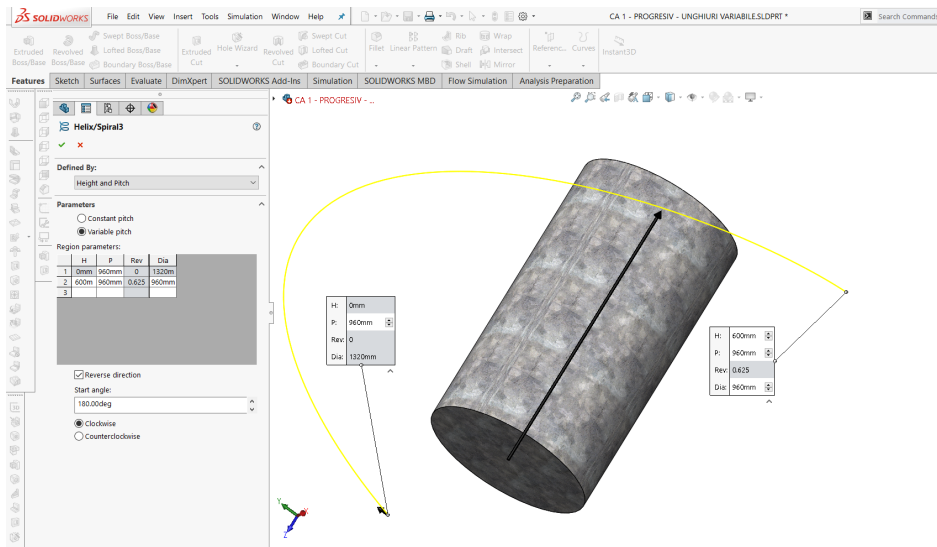 SOLIDWORKS File Edit View Insert Tools Simulation Window Help CA 1 - PROGRESIV - UNGHIURI VARIABILE.SLDPRT * Search Commands
Extruded Boss/Base
Revolved Boss/Base
Swept Boss/Base
Lofted Boss/Base
Boundary Boss/Base
Extruded Cut
Hole Wizard
Revolved Cut
Swept Cut
Lofted Cut
Boundary Cut
Fillet
Linear Pattern
Rib
Draft
Shell
Wrap
Intersect
Mirror
Referenc...
Curves
Instant3D
Features Sketch Surfaces Evaluate DimXpert SOLIDWORKS Add-Ins Simulation SOLIDWORKS MBD Flow Simulation Analysis Preparation
CA 1 - PROGRESIV - ...
Helix/Spiral3
Defined By:
Height and Pitch
Parameters
Constant pitch
Variable pitch
Region parameters:
H P Rev Dia
1 0mm 960mm 0 1320m
2 600m 960mm 0.625 960mm
3
Reverse direction
Start angle:
180.00deg
Clockwise
Counterclockwise
H: 0mm
P: 960mm
Rev: 0
Dia: 1320mm
H: 600mm
P: 960mm
Rev: 0.625
Dia: 960mm
Y
X
Z